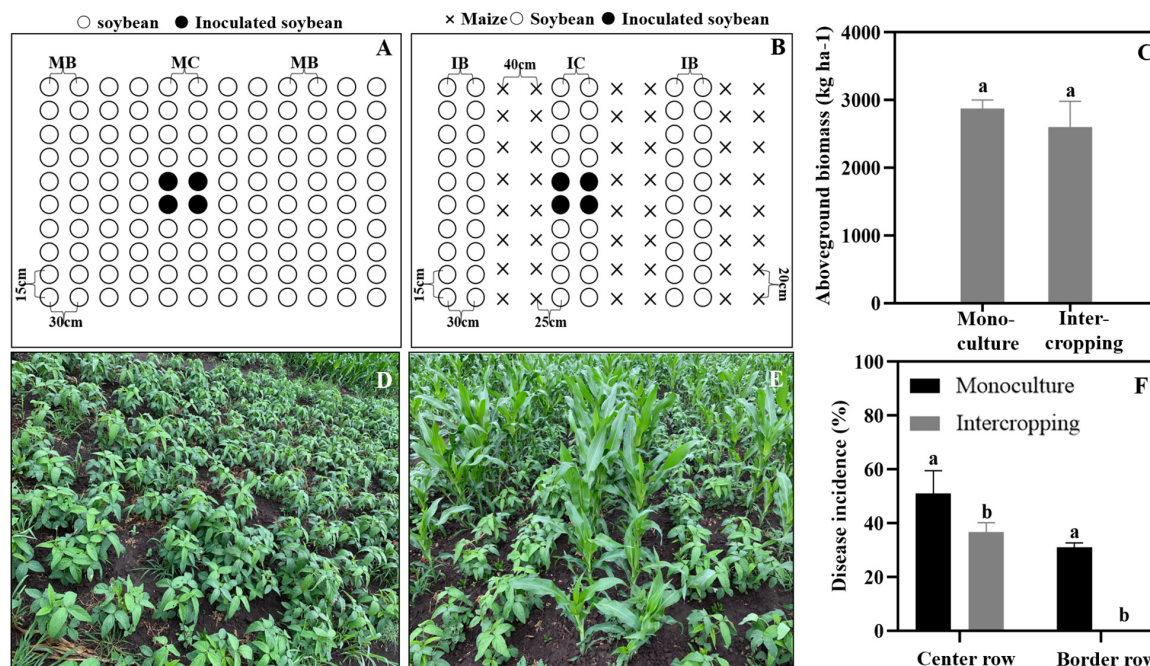 soybean Inoculated soybean
A
MB MC MB
15cm
30cm
Maize Soybean Inoculated soybean
B
IB 40cm IC IB
15cm
30cm 25cm 20cm
C
Aboveground biomass (kg ha-1)
4000
3000
2000
1000
0
a a
Mono-
culture
Inter-
cropping
D
E
F
Disease incidence (%)
100
80
60
40
20
0
Monoculture
Intercropping
a b a b
Center row Border row